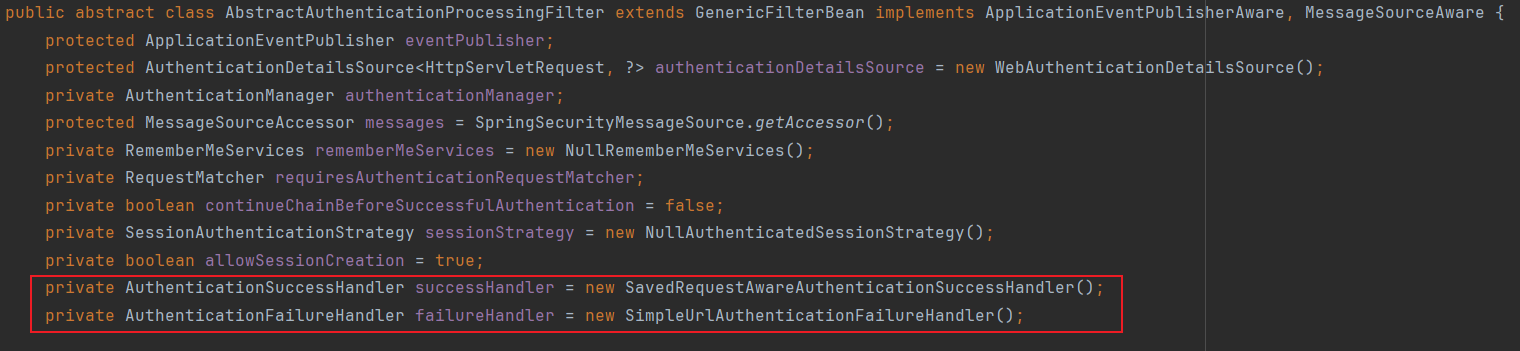 public abstract class AbstractAuthenticationProcessingFilter extends GenericFilterBean implements ApplicationEventPublisherAware, MessageSourceAware {
    protected ApplicationEventPublisher eventPublisher;
    protected AuthenticationDetailsSource<HttpServletRequest, ?> authenticationDetailsSource = new WebAuthenticationDetailsSource();
    private AuthenticationManager authenticationManager;
    protected MessageSourceAccessor messages = SpringSecurityMessageSource.getAccessor();
    private RememberMeServices rememberMeServices = new NullRememberMeServices();
    private RequestMatcher requiresAuthenticationRequestMatcher;
    private boolean continueChainBeforeSuccessfulAuthentication = false;
    private SessionAuthenticationStrategy sessionStrategy = new NullAuthenticatedSessionStrategy();
    private boolean allowSessionCreation = true;
    private AuthenticationSuccessHandler successHandler = new SavedRequestAwareAuthenticationSuccessHandler();
    private AuthenticationFailureHandler failureHandler = new SimpleUrlAuthenticationFailureHandler();